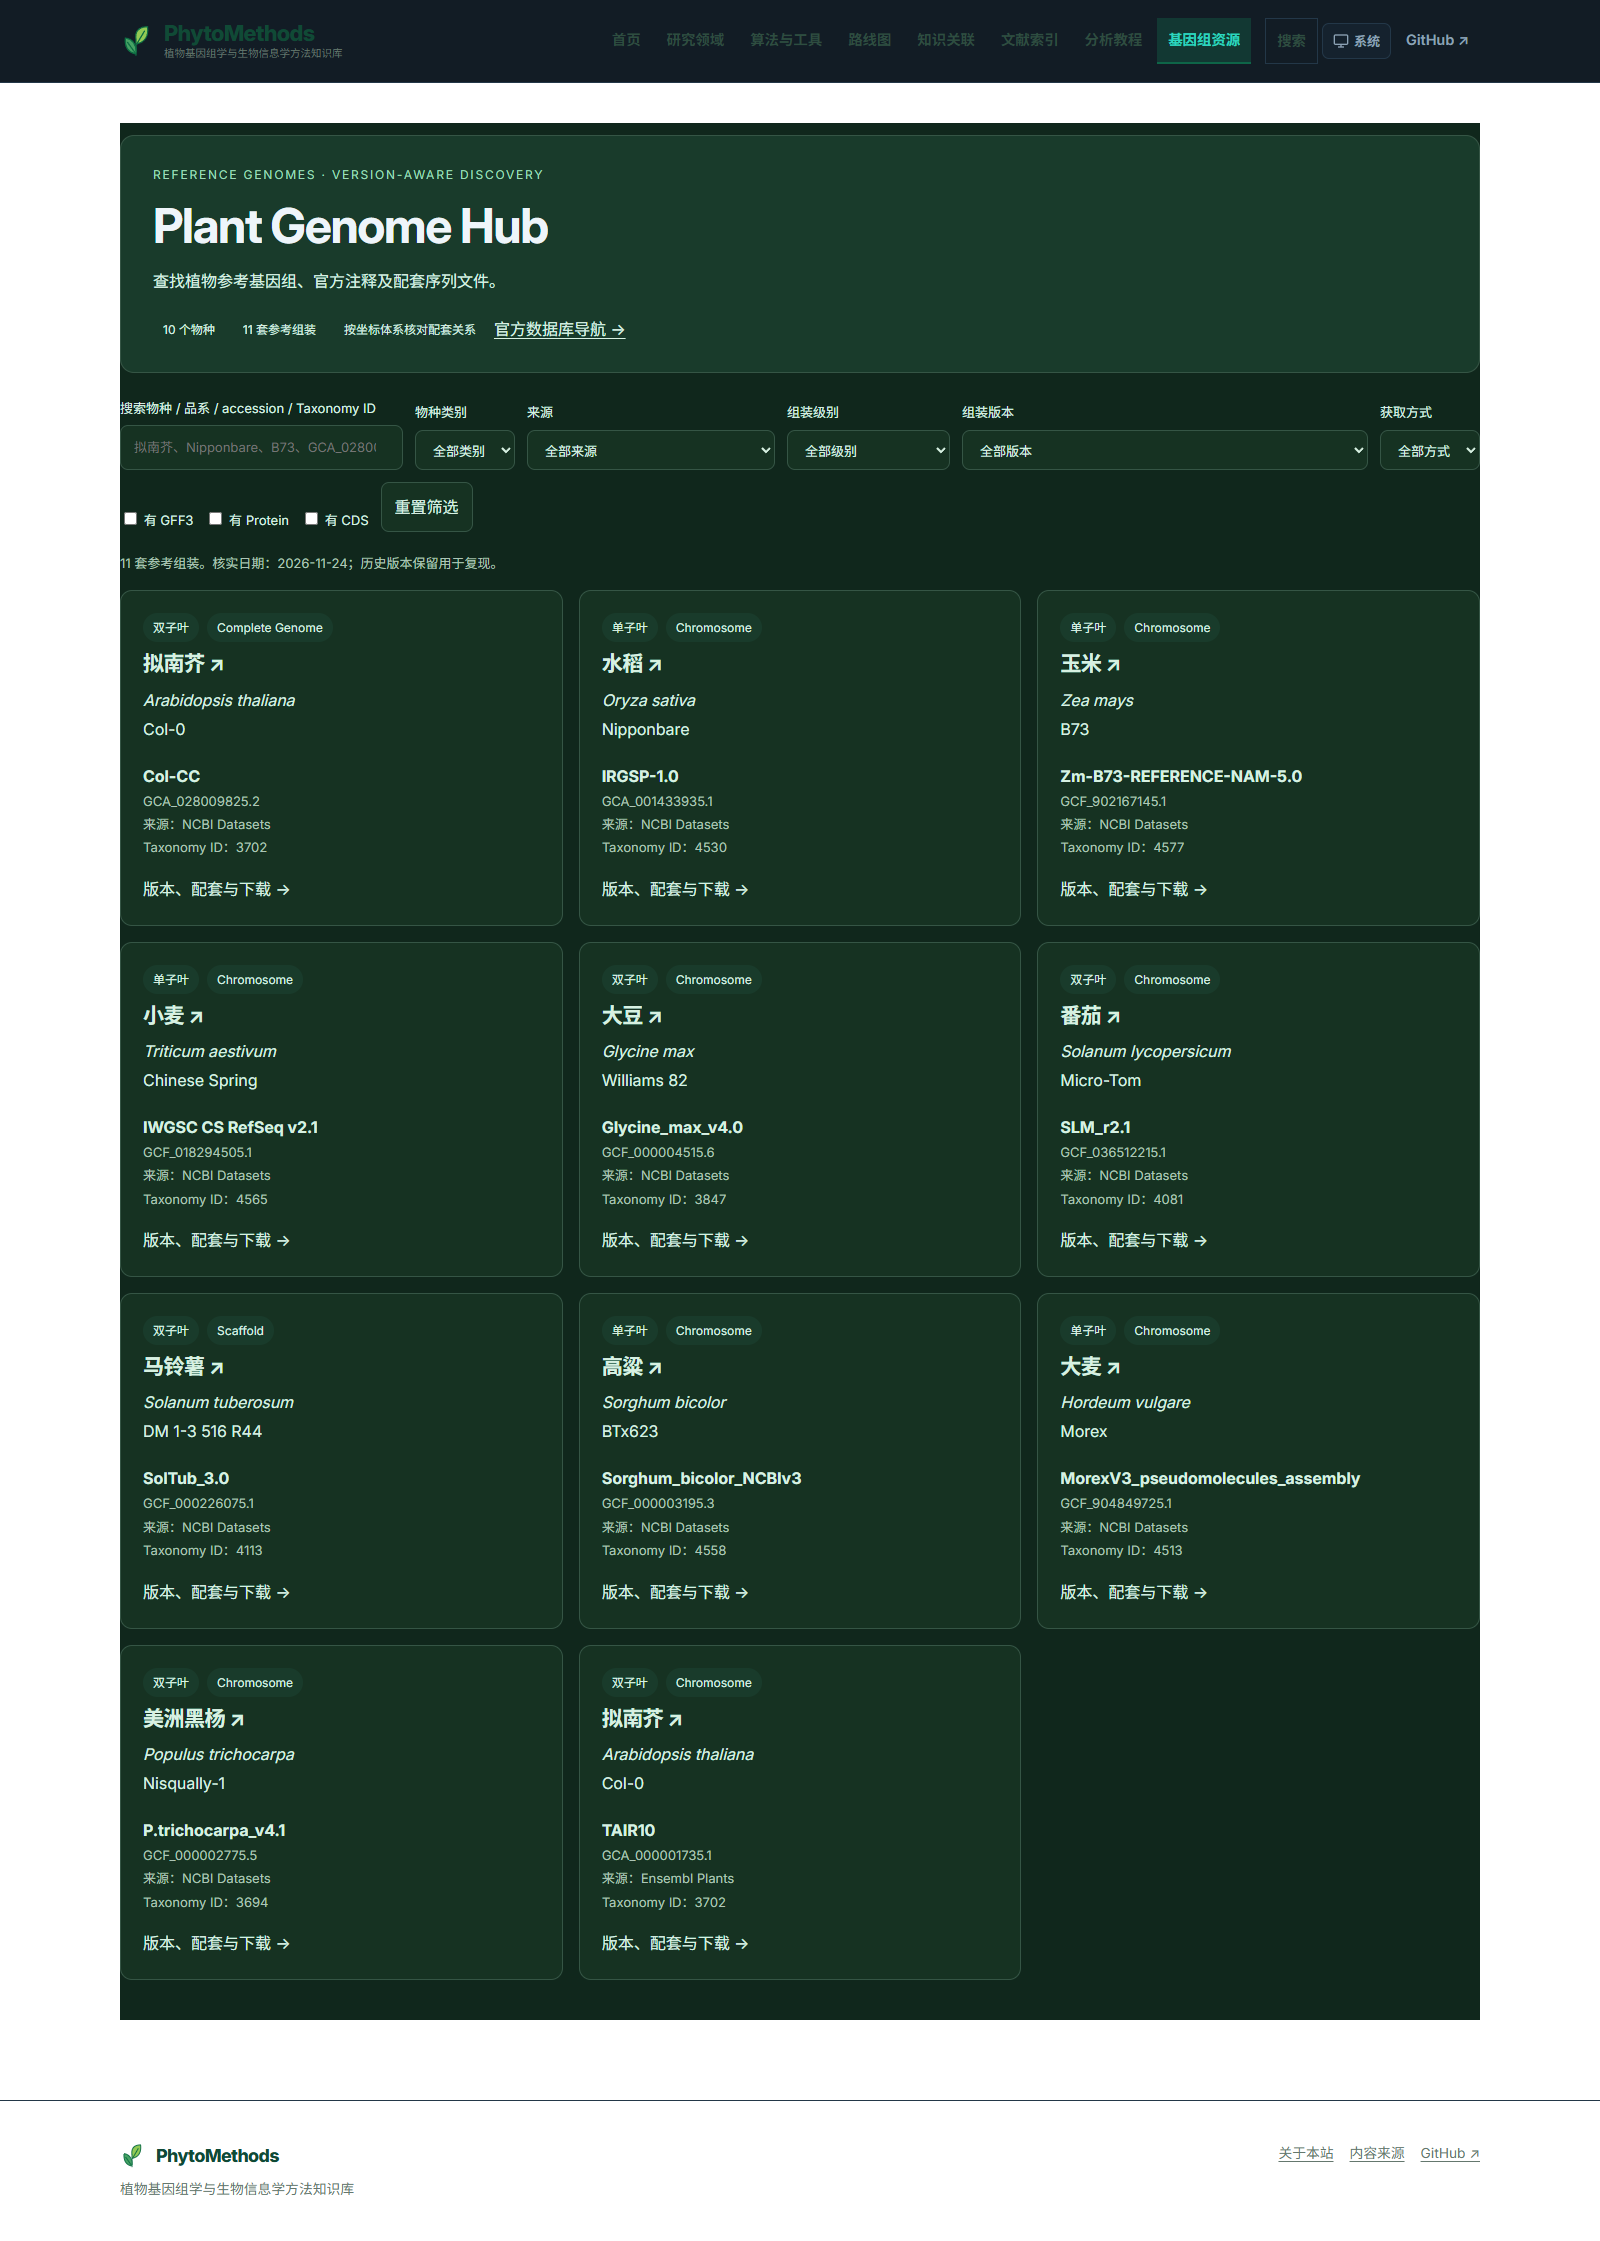 PhytoMethods
植物基因组学与生物信息学方法知识库
首页 研究领域 算法与工具 路线图 知识关联 文献索引 分析教程 基因组资源 搜索 系统 GitHub ↗
REFERENCE GENOMES · VERSION-AWARE DISCOVERY
Plant Genome Hub
查找植物参考基因组、官方注释及配套序列文件。
10 个物种 11 套参考组装 按坐标体系核对配套关系 官方数据库导航 →
搜索物种 / 品系 / accession / Taxonomy ID 物种类别 来源 组装级别 组装版本 获取方式
拟南芥、Nipponbare、B73、GCA_0280 全部类别 全部来源 全部级别 全部版本 全部方式
有 GFF3 有 Protein 有 CDS 重置筛选
11 套参考组装。核实日期：2026-11-24；历史版本保留用于复现。
双子叶 Complete Genome
拟南芥 ↗
Arabidopsis thaliana
Col-0
Col-CC
GCA_028009825.2
来源：NCBI Datasets
Taxonomy ID：3702
版本、配套与下载 →
单子叶 Chromosome
水稻 ↗
Oryza sativa
Nipponbare
IRGSP-1.0
GCA_001433935.1
来源：NCBI Datasets
Taxonomy ID：4530
版本、配套与下载 →
单子叶 Chromosome
玉米 ↗
Zea mays
B73
Zm-B73-REFERENCE-NAM-5.0
GCF_902167145.1
来源：NCBI Datasets
Taxonomy ID：4577
版本、配套与下载 →
单子叶 Chromosome
小麦 ↗
Triticum aestivum
Chinese Spring
IWGSC CS RefSeq v2.1
GCF_018294505.1
来源：NCBI Datasets
Taxonomy ID：4565
版本、配套与下载 →
双子叶 Chromosome
大豆 ↗
Glycine max
Williams 82
Glycine_max_v4.0
GCF_000004515.6
来源：NCBI Datasets
Taxonomy ID：3847
版本、配套与下载 →
双子叶 Chromosome
番茄 ↗
Solanum lycopersicum
Micro-Tom
SLM_r2.1
GCF_036512215.1
来源：NCBI Datasets
Taxonomy ID：4081
版本、配套与下载 →
双子叶 Scaffold
马铃薯 ↗
Solanum tuberosum
DM 1-3 516 R44
SolTub_3.0
GCF_000226075.1
来源：NCBI Datasets
Taxonomy ID：4113
版本、配套与下载 →
单子叶 Chromosome
高粱 ↗
Sorghum bicolor
BTx623
Sorghum_bicolor_NCBIv3
GCF_000003195.3
来源：NCBI Datasets
Taxonomy ID：4558
版本、配套与下载 →
单子叶 Chromosome
大麦 ↗
Hordeum vulgare
Morex
MorexV3_pseudomolecules_assembly
GCF_904849725.1
来源：NCBI Datasets
Taxonomy ID：4513
版本、配套与下载 →
双子叶 Chromosome
美洲黑杨 ↗
Populus trichocarpa
Nisqually-1
P.trichocarpa_v4.1
GCF_000002775.5
来源：NCBI Datasets
Taxonomy ID：3694
版本、配套与下载 →
双子叶 Chromosome
拟南芥 ↗
Arabidopsis thaliana
Col-0
TAIR10
GCA_000001735.1
来源：Ensembl Plants
Taxonomy ID：3702
版本、配套与下载 →
PhytoMethods
植物基因组学与生物信息学方法知识库
关于本站 内容来源 GitHub ↗